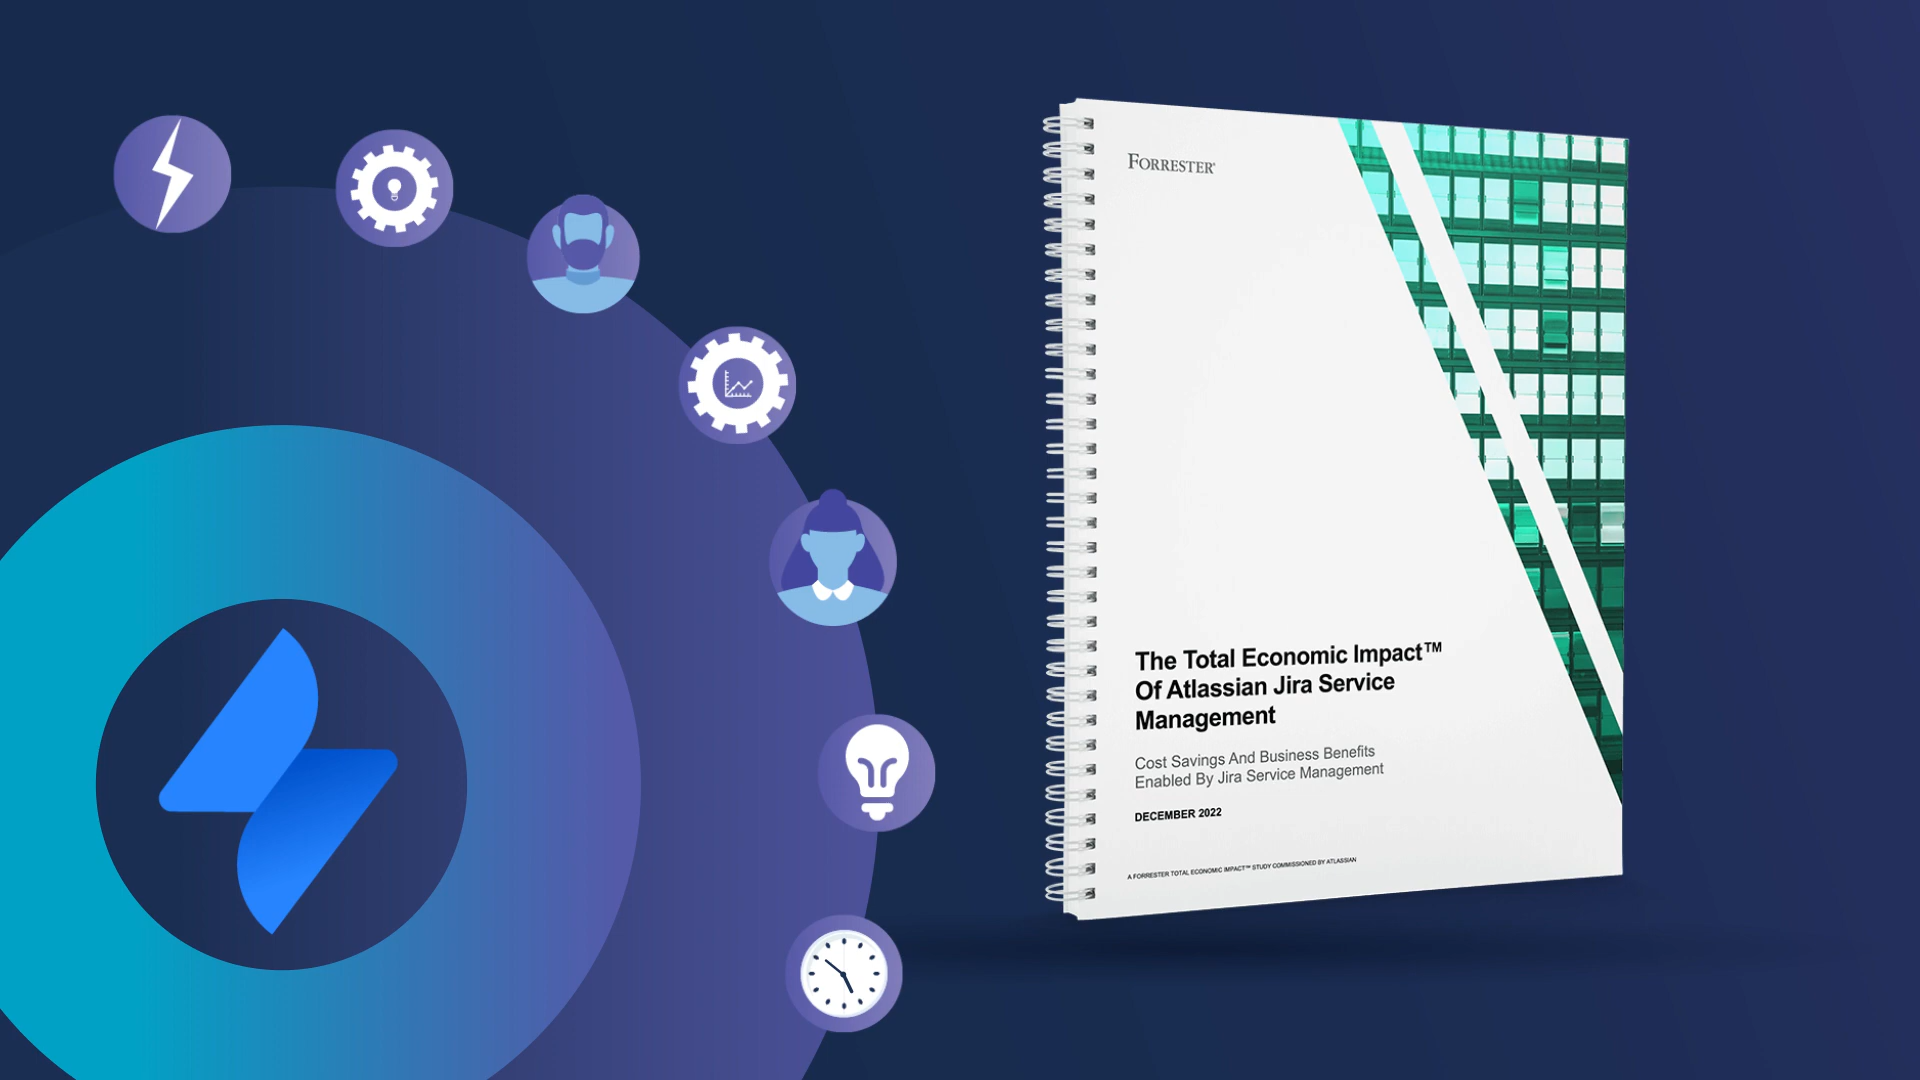 FORRESTER®
The Total Economic Impact™
Of Atlassian Jira Service
Management
Cost Savings And Business Benefits
Enabled By Jira Service Management
DECEMBER 2022
A FORRESTER TOTAL ECONOMIC IMPACT™ STUDY COMMISSIONED BY ATLASSIAN